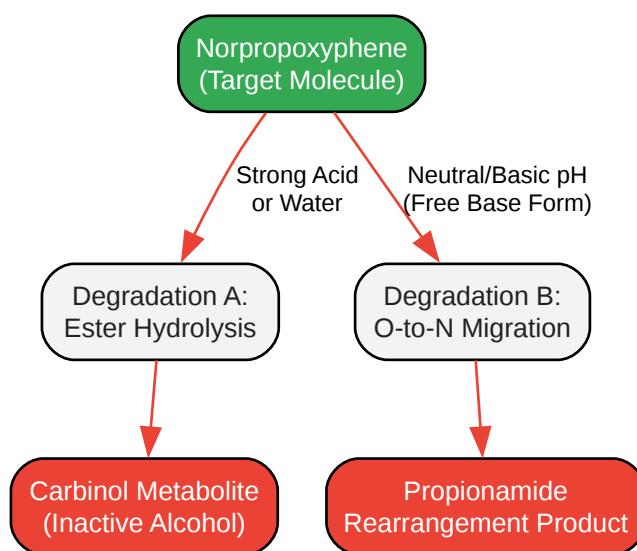 Norpropoxyphene
(Target Molecule)
Strong Acid
or Water
Neutral/Basic pH
(Free Base Form)
Degradation A:
Ester Hydrolysis
Degradation B:
O-to-N Migration
Carbinol Metabolite
(Inactive Alcohol)
Propionamide
Rearrangement Product